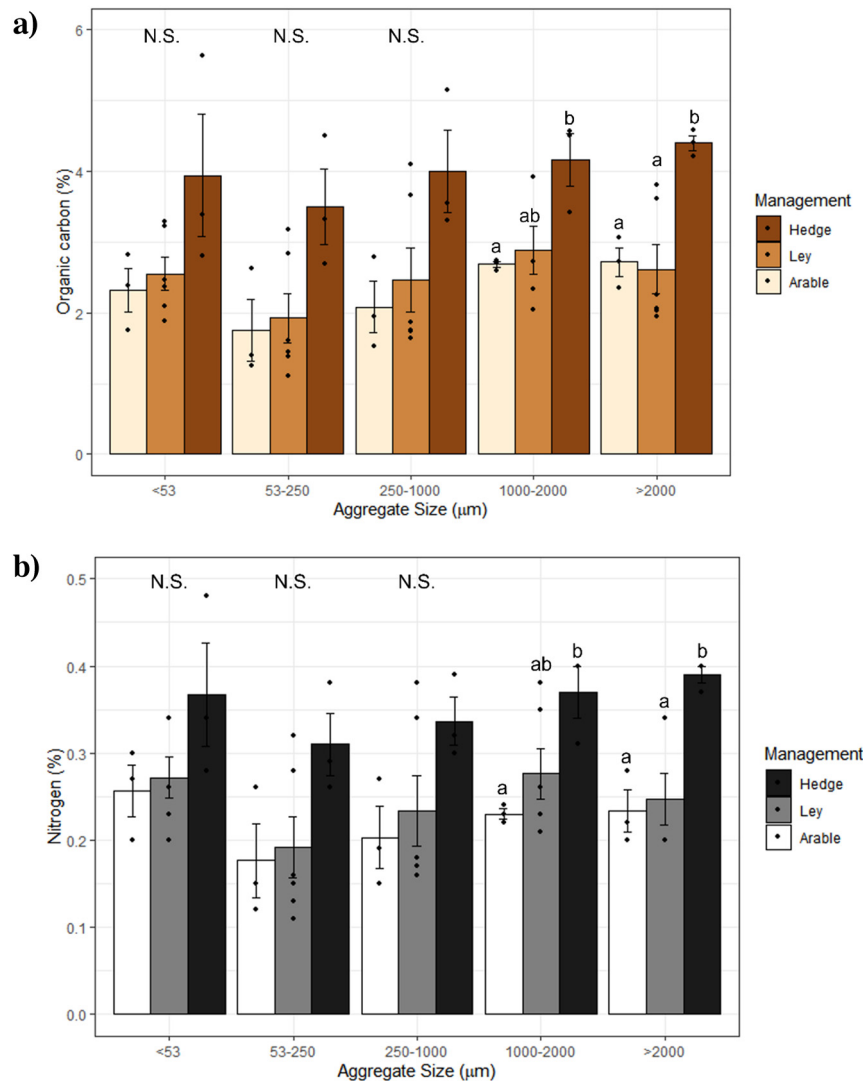 a)
6
4
2
0
Organic carbon (%)
N.S.
N.S.
N.S.
a
ab
b
a
a
b
<53
53-250
250-1000
1000-2000
>2000
Aggregate Size (μm)
Management
Hedge
Ley
Arable
b)
0.5
0.4
0.3
0.2
0.1
0.0
Nitrogen (%)
N.S.
N.S.
N.S.
a
ab
b
a
a
b
<53
53-250
250-1000
1000-2000
>2000
Aggregate Size (μm)
Management
Hedge
Ley
Arable